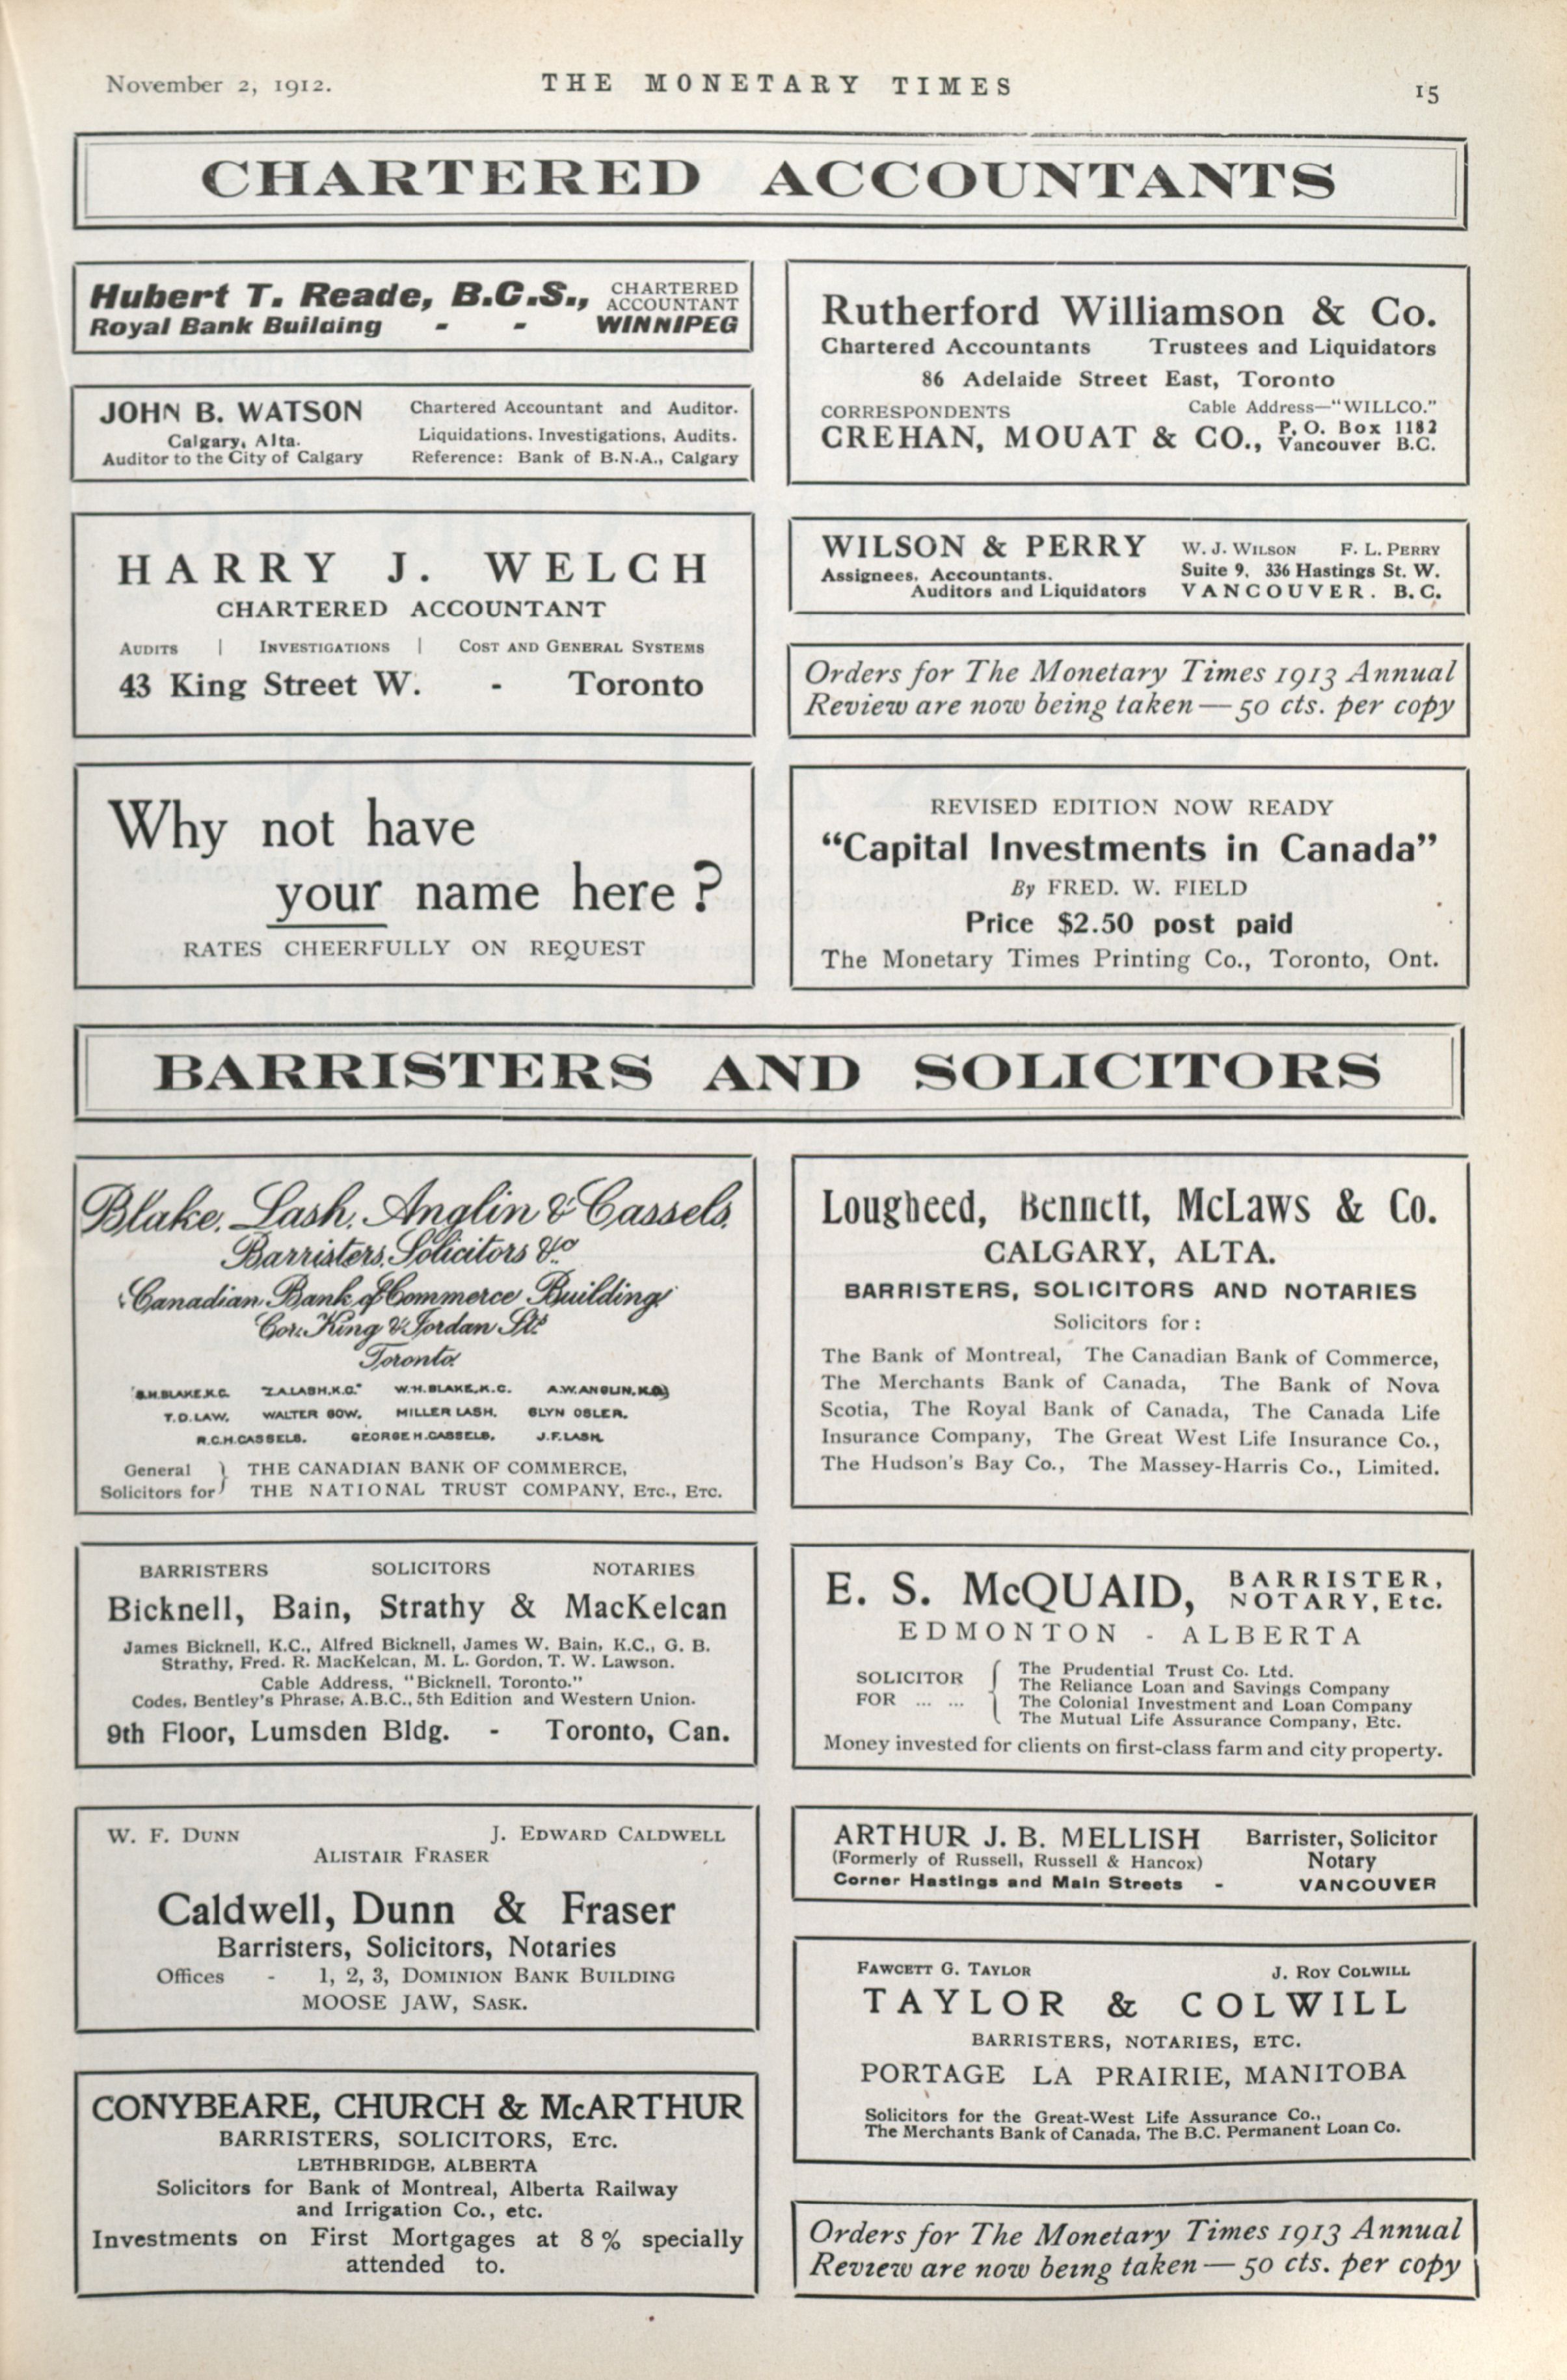 November 2, 1912.
THE MONETARY TIMES
15
CHARTERED ACCOUNTANTS
Hubert T. Reade, B.C.S., CHARTERED ACCOUNTANT
Royal Bank Building - - WINNIPEG
JOHN B. WATSON
Calgary, Alta.
Auditor to the City of Calgary
Chartered Accountant and Auditor.
Liquidations, Investigations, Audits.
Reference: Bank of B.N.A., Calgary
HARRY J. WELCH
CHARTERED ACCOUNTANT
AUDITS | INVESTIGATIONS | COST AND GENERAL SYSTEMS
43 King Street W. - Toronto
Why not have
your name here?
RATES CHEERFULLY ON REQUEST
Rutherford Williamson & Co.
Chartered Accountants Trustees and Liquidators
86 Adelaide Street East, Toronto
CORRESPONDENTS Cable Address—"WILLCO."
CREHAN, MOUAT & CO., P. O. Box 1182
Vancouver B.C.
WILSON & PERRY
Assignees, Accountants,
Auditors and Liquidators
W. J. WILSON F. L. PERRY
Suite 9, 336 Hastings St. W.
VANCOUVER. B.C.
Orders for The Monetary Times 1913 Annual
Review are now being taken — 50 cts. per copy
REVISED EDITION NOW READY
"Capital Investments in Canada"
By FRED. W. FIELD
Price $2.50 post paid
The Monetary Times Printing Co., Toronto, Ont.
BARRISTERS AND SOLICITORS
Blake, Lash, Anglin & Cassels,
Barristers, Solicitors &c.
Canadian Bank of Commerce Building,
Cor. King & Jordan Sts
Toronto
S.H.BLAKE,K.C. Z.A.LASH,K.C. W.H.BLAKE,K.C. A.W.ANGLIN,K.C.
T.D.LAW. WALTER GOW. MILLER LASH. GLYN OSLER.
R.C.H.CASSELS. GEORGE H.CASSELS. J.F.LASH.
General Solicitors for } THE CANADIAN BANK OF COMMERCE,
THE NATIONAL TRUST COMPANY, ETC., ETC.
BARRISTERS SOLICITORS NOTARIES
Bicknell, Bain, Strathy & MacKelcan
James Bicknell, K.C., Alfred Bicknell, James W. Bain, K.C., G. B.
Strathy, Fred. R. MacKelcan, M. L. Gordon, T. W. Lawson.
Cable Address, "Bicknell, Toronto."
Codes, Bentley's Phrase, A.B.C., 5th Edition and Western Union.
9th Floor, Lumsden Bldg. - Toronto, Can.
W. F. DUNN J. EDWARD CALDWELL
ALISTAIR FRASER
Caldwell, Dunn & Fraser
Barristers, Solicitors, Notaries
Offices - 1, 2, 3, DOMINION BANK BUILDING
MOOSE JAW, SASK.
CONYBEARE, CHURCH & McARTHUR
BARRISTERS, SOLICITORS, ETC.
LETHBRIDGE, ALBERTA
Solicitors for Bank of Montreal, Alberta Railway
and Irrigation Co., etc.
Investments on First Mortgages at 8% specially
attended to.
Lougheed, Bennett, McLaws & Co.
CALGARY, ALTA.
BARRISTERS, SOLICITORS AND NOTARIES
Solicitors for:
The Bank of Montreal, The Canadian Bank of Commerce,
The Merchants Bank of Canada, The Bank of Nova
Scotia, The Royal Bank of Canada, The Canada Life
Insurance Company, The Great West Life Insurance Co.,
The Hudson's Bay Co., The Massey-Harris Co., Limited.
E. S. McQUAID, BARRISTER,
NOTARY, Etc.
EDMONTON - ALBERTA
SOLICITOR
FOR ... ...
The Prudential Trust Co. Ltd.
The Reliance Loan and Savings Company
The Colonial Investment and Loan Company
The Mutual Life Assurance Company, Etc.
Money invested for clients on first-class farm and city property.
ARTHUR J. B. MELLISH Barrister, Solicitor
(Formerly of Russell, Russell & Hancox) Notary
Corner Hastings and Main Streets - VANCOUVER
FAWCETT G. TAYLOR J. ROY COLWILL
TAYLOR & COLWILL
BARRISTERS, NOTARIES, ETC.
PORTAGE LA PRAIRIE, MANITOBA
Solicitors for the Great-West Life Assurance Co.,
The Merchants Bank of Canada, The B.C. Permanent Loan Co.
Orders for The Monetary Times 1913 Annual
Review are now being taken — 50 cts. per copy